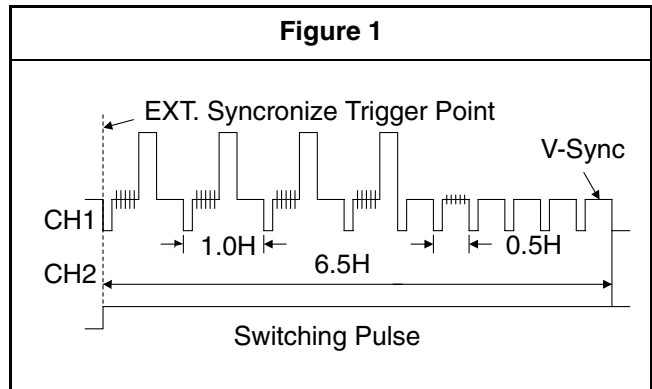 Figure 1
EXT. Syncronize Trigger Point
V-Sync
CH1
1.0H
0.5H
6.5H
CH2
Switching Pulse